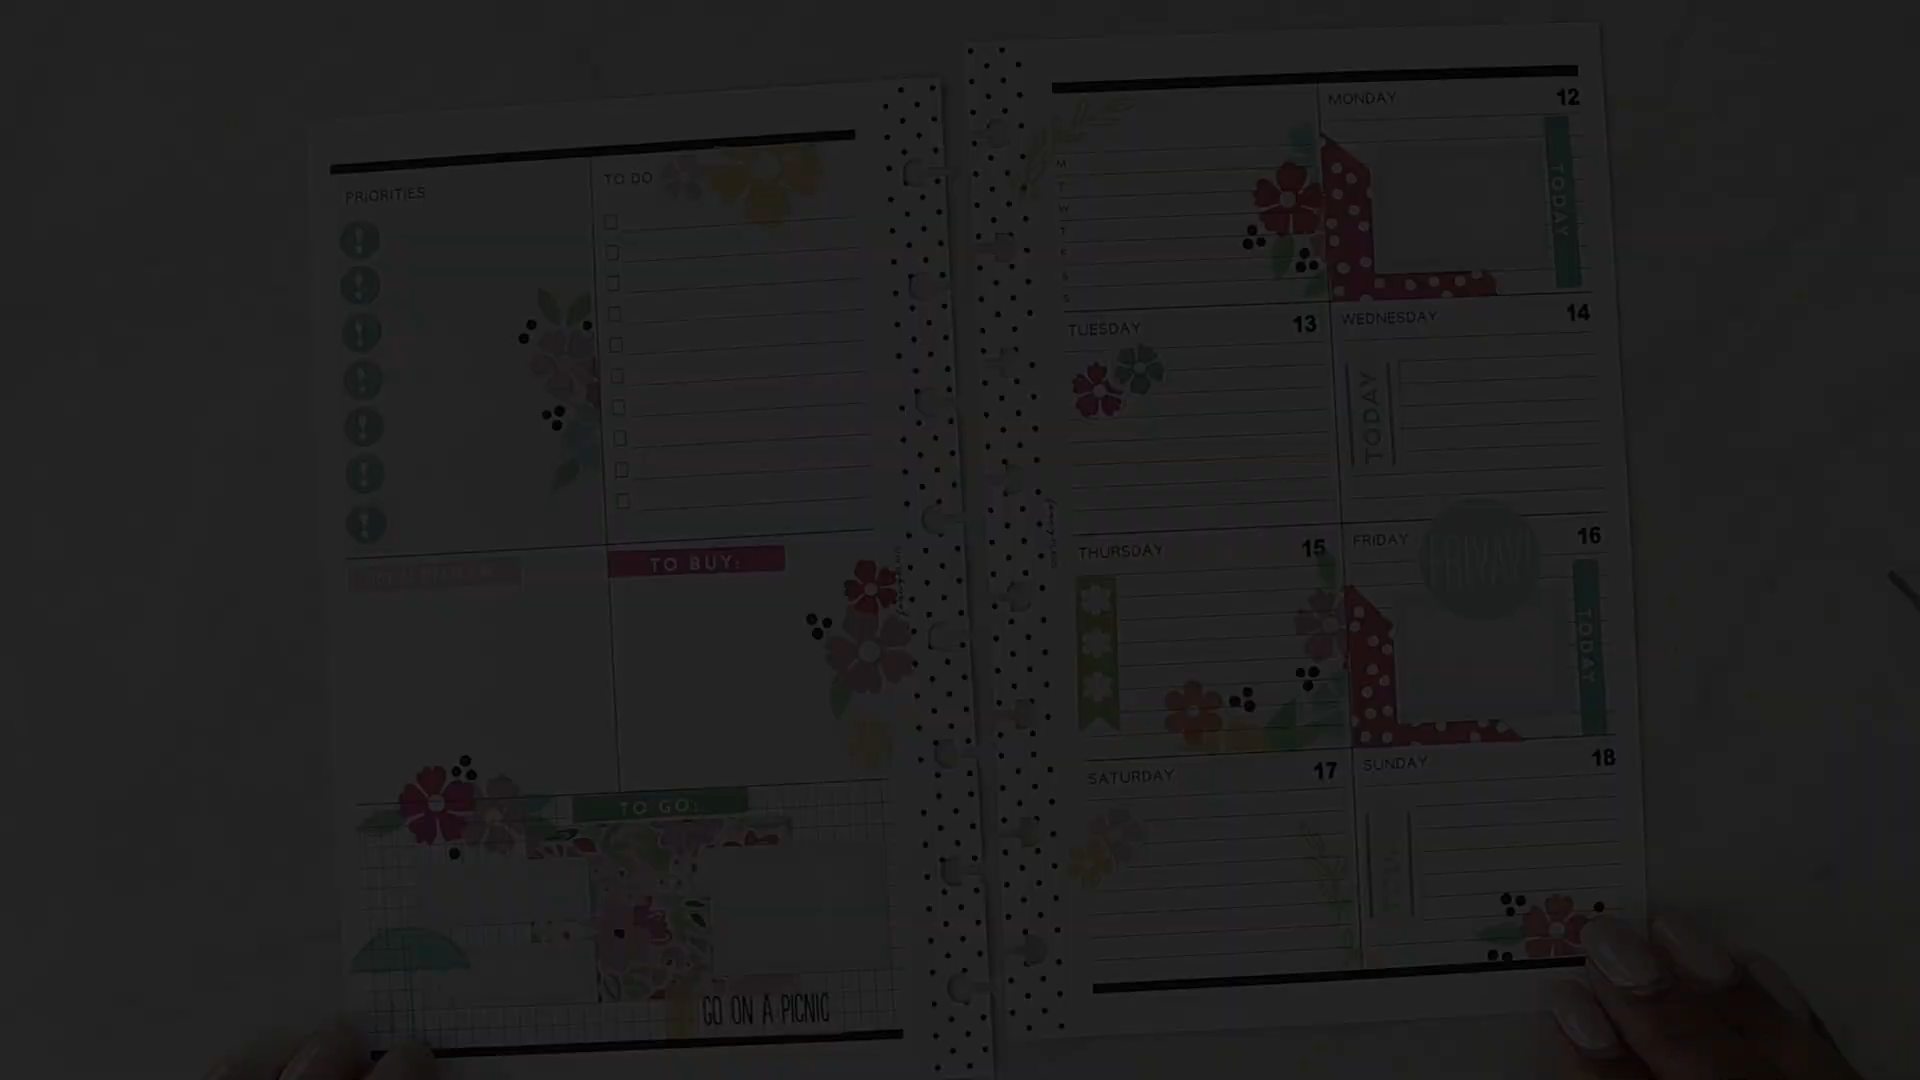 PRIORITIES
TO DO
TO BUY:
TO GO:
GO ON A PICNIC
M
T
W
T
F
S
S
MONDAY 12
TODAY
TUESDAY 13
WEDNESDAY 14
TODAY
THURSDAY 15
FRIDAY 16
FRIYAY!
TODAY
SATURDAY 17
SUNDAY 18